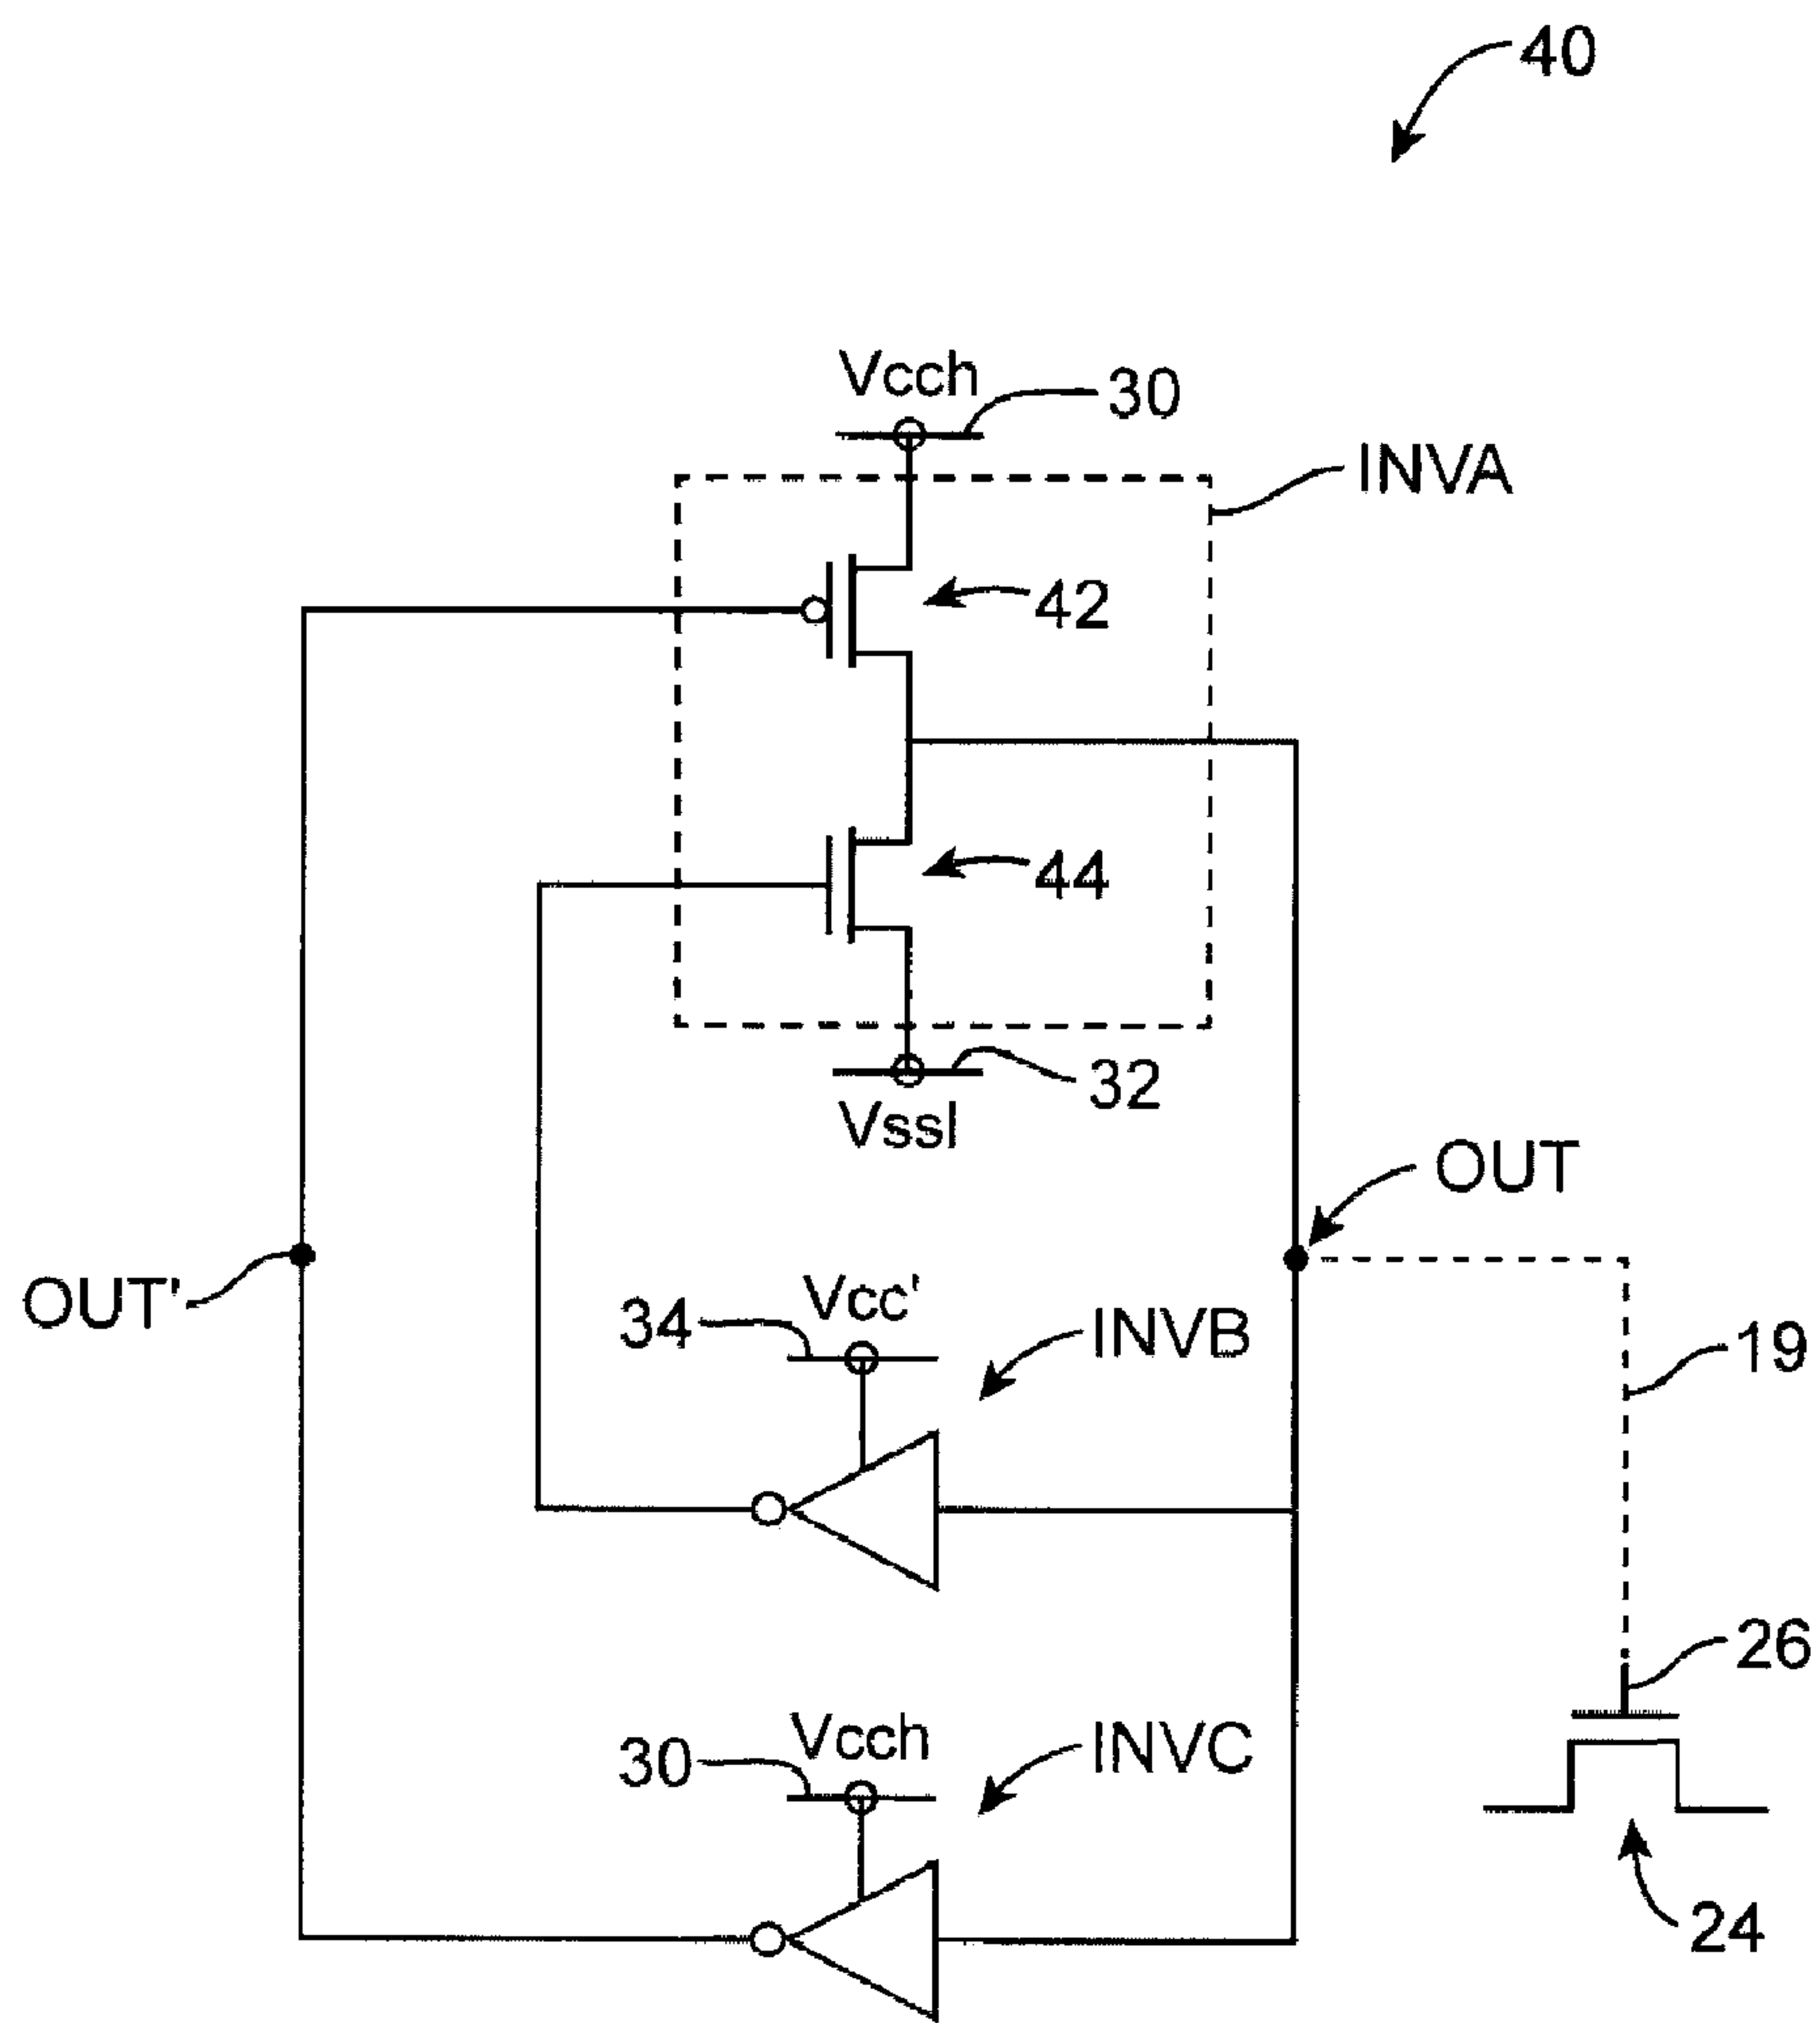 40
Vcch
30
INVA
42
44
32
Vssl
OUT
OUT'
34
Vcc'
INVB
19
26
30
Vcch
INVC
24